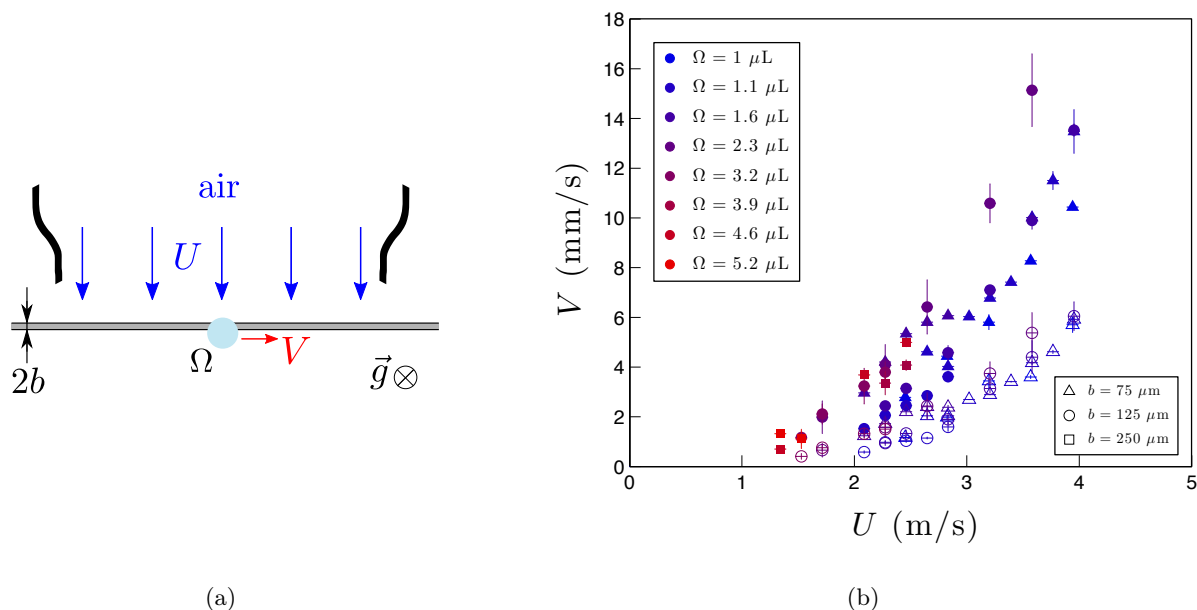 air
U
Ω
V
2b
g⃗ ⊗
(a)
V (mm/s)
18
16
14
12
10
8
6
4
2
0
Ω = 1 μL
Ω = 1.1 μL
Ω = 1.6 μL
Ω = 2.3 μL
Ω = 3.2 μL
Ω = 3.9 μL
Ω = 4.6 μL
Ω = 5.2 μL
b = 75 μm
b = 125 μm
b = 250 μm
0 1 2 3 4 5
U (m/s)
(b)